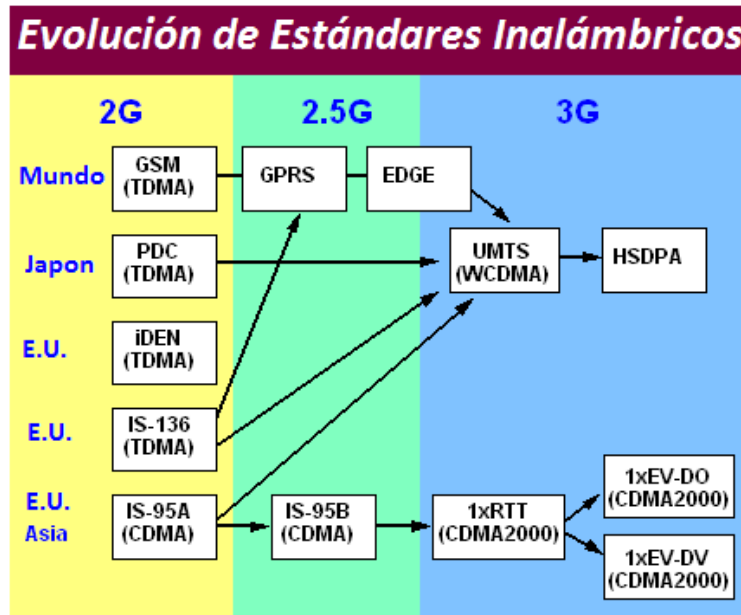 Evolución de Estándares Inalámbricos
2G 2.5G 3G
Mundo
GSM
(TDMA)
GPRS
EDGE
Japon
PDC
(TDMA)
UMTS
(WCDMA)
HSDPA
E.U.
iDEN
(TDMA)
E.U.
IS-136
(TDMA)
E.U.
Asia
IS-95A
(CDMA)
IS-95B
(CDMA)
1xRTT
(CDMA2000)
1xEV-DO
(CDMA2000)
1xEV-DV
(CDMA2000)